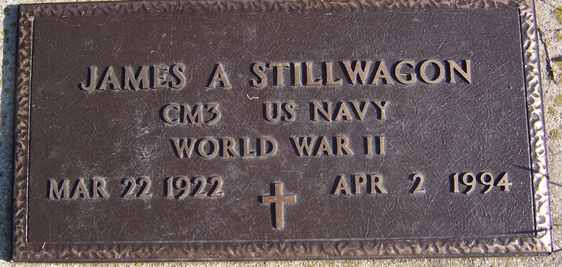 JAMES A STILLWAGON
CM3 US NAVY
WORLD WAR II
MAR 22 1922 APR 2 1994